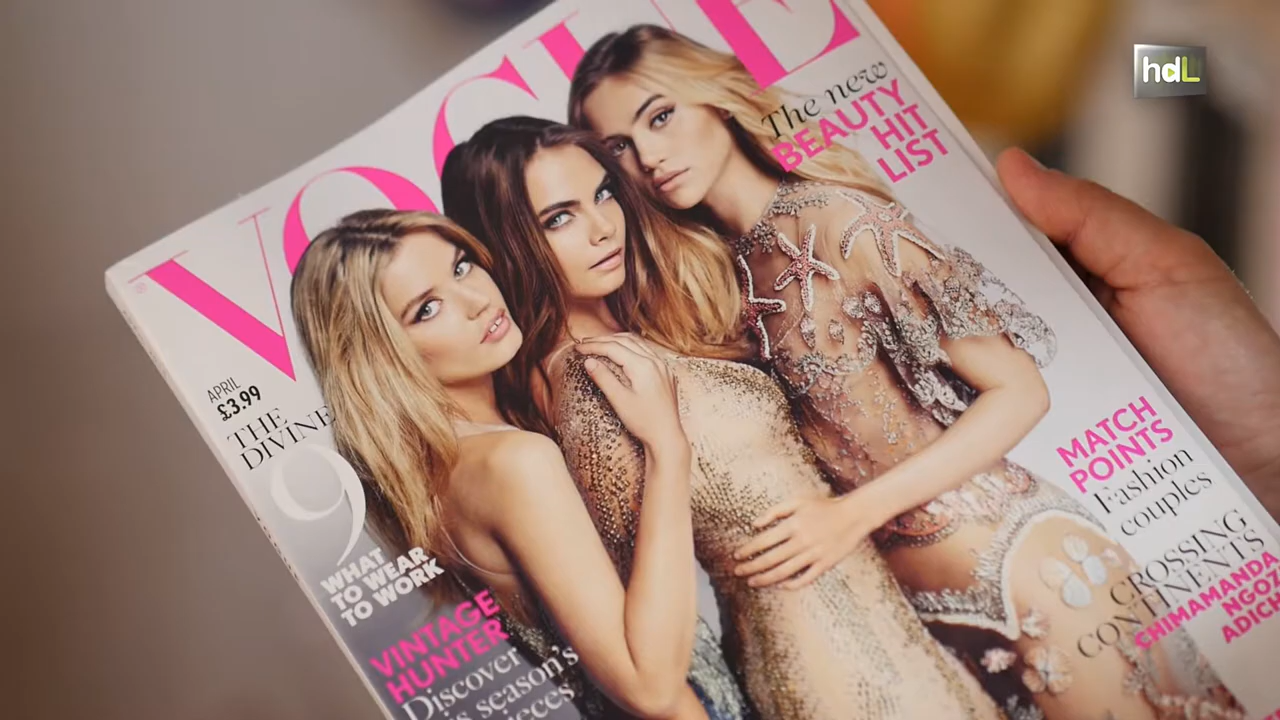 VOGUE
hdL
The new
BEAUTY
HIT
LIST
APRIL
£3.99
THE
DIVINE
9
WHAT
TO WEAR
TO WORK
VINTAGE
HUNTER
Discover
season's
MATCH
POINTS
Fashion
couples
CROSSING
CONTINENTS
CHIMAMANDA